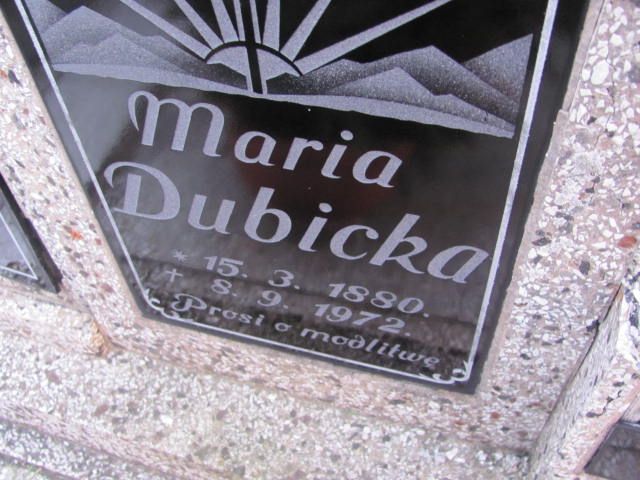 Maria
Dubicka
* 15. 3. 1880.
† 8. 9. 1972.
Prosi o modlitwę